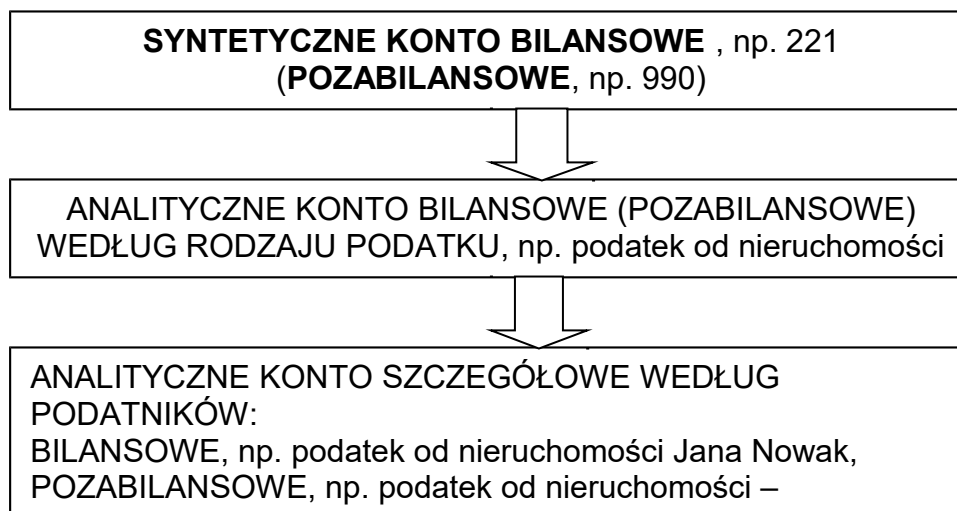 SYNTETYCZNE KONTO BILANSOWE , np. 221
(POZABILANSOWE, np. 990)
ANALITYCZNE KONTO BILANSOWE (POZABILANSOWE)
WEDŁUG RODZAJU PODATKU, np. podatek od nieruchomości
ANALITYCZNE KONTO SZCZEGÓŁOWE WEDŁUG
PODATNIKÓW:
BILANSOWE, np. podatek od nieruchomości Jana Nowak,
POZABILANSOWE, np. podatek od nieruchomości –